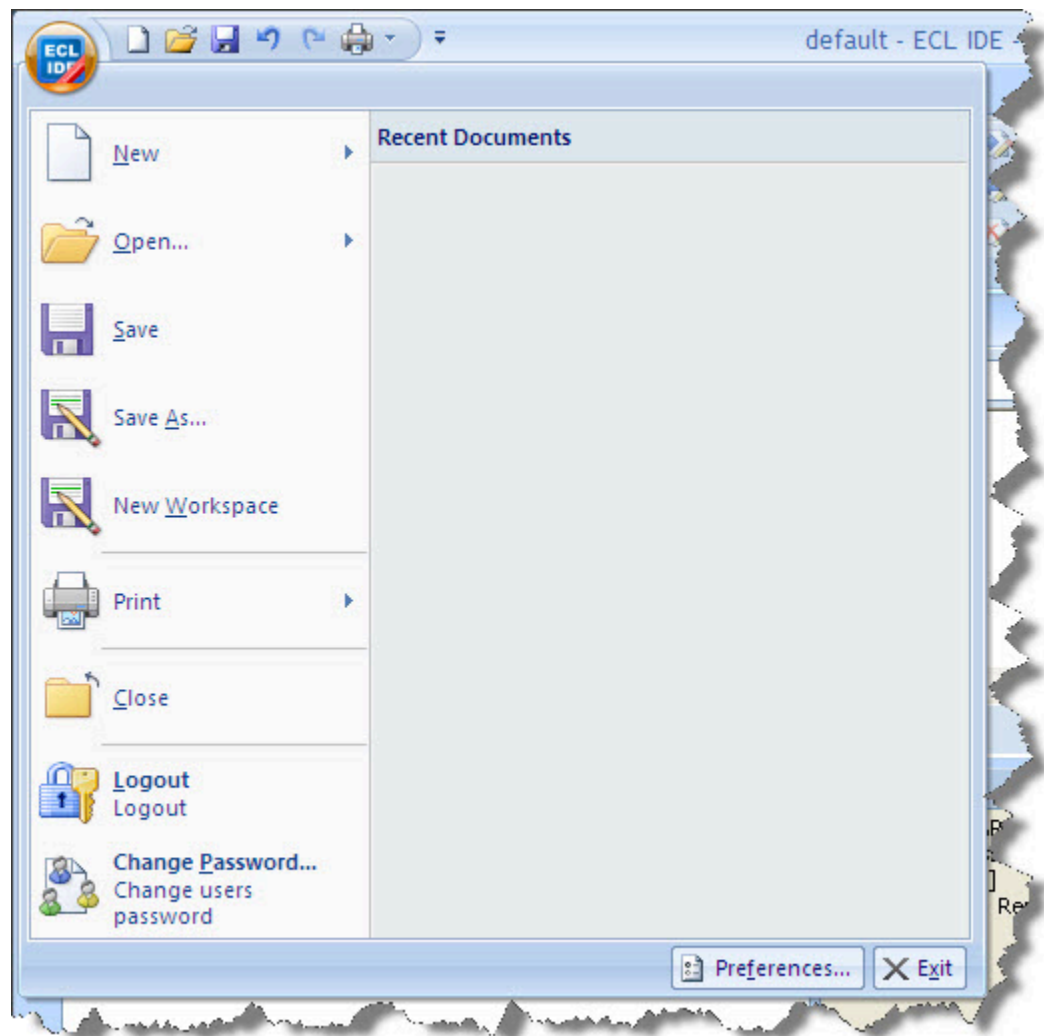 ECL
IDE
default - ECL IDE -
New
Open...
Save
Save As...
New Workspace
Print
Close
Logout
Logout
Change Password...
Change users
password
Recent Documents
Preferences...
Exit